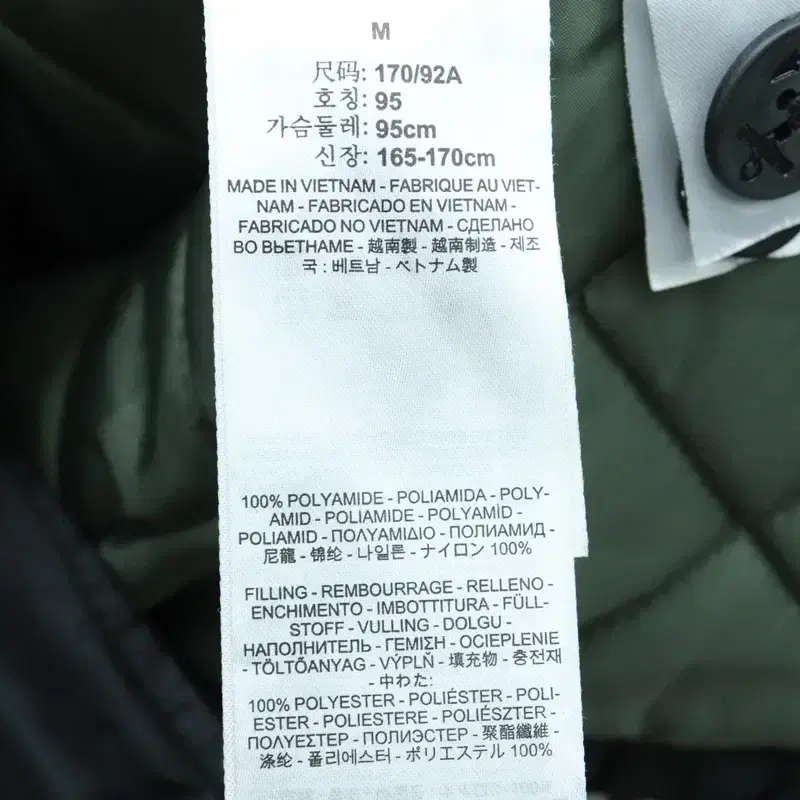 M
尺码: 170/92A
호칭: 95
가슴둘레: 95cm
신장: 165-170cm
MADE IN VIETNAM - FABRIQUE AU VIET-
NAM - FABRICADO EN VIETNAM -
FABRICADO NO VIETNAM - СДЕЛАНО
ВО ВЬЕТНАМЕ - 越南製 - 越南制造 - 제조
국 : 베트남 - ベトナム製
100% POLYAMIDE - POLIAMIDA - POLY-
AMID - POLIAMIDE - POLYAMİD -
POLIAMID - ΠΟΛΥΑΜΙΔΙΟ - ПОЛИАМИД -
尼龍 - 锦纶 - 나일론 - ナイロン 100%
FILLING - REMBOURRAGE - RELLENO -
ENCHIMENTO - IMBOTTITURA - FÜLL-
STOFF - VULLING - DOLGU -
НАПОЛНИТЕЛЬ - ΓΕΜΙΣΗ - OCIEPLENIE
- TÖLTŐANYAG - VÝPLŇ - 填充物 - 충전재
- 中わた:
100% POLYESTER - POLIÉSTER - POLI-
ESTER - POLIESTERE - POLIÉSZTER -
ΠΟΛΥΕΣΤΕΡ - ПОЛИЭСТЕР - 聚酯纖維 -
涤纶 - 폴리에스터 - ポリエステル 100%